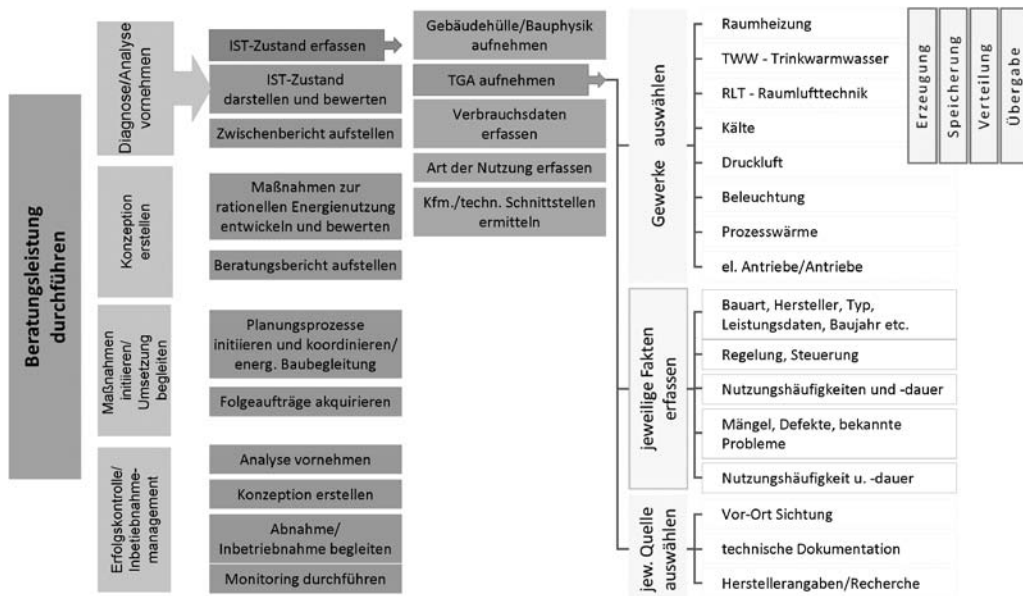 Beratungsleistung
durchführen
Diagnose/Analyse
vornehmen
IST-Zustand erfassen
IST-Zustand
darstellen und bewerten
Zwischenbericht aufstellen
Konzeption
erstellen
Maßnahmen zur
rationellen Energienutzung
entwickeln und bewerten
Beratungsbericht aufstellen
Maßnahmen
initiieren/
Umsetzung
begleiten
Planungsprozesse
initiieren und koordinieren/
energ. Baubegleitung
Folgeaufträge akquirieren
Erfolgskontrolle/
Inbetiebnahme-
management
Analyse vornehmen
Konzeption erstellen
Abnahme/
Inbetriebnahme begleiten
Monitoring durchführen
Gebäudehülle/Bauphysik
aufnehmen
TGA aufnehmen
Verbrauchsdaten
erfassen
Art der Nutzung erfassen
Kfm./techn. Schnittstellen
ermitteln
Gewerke auswählen
Raumheizung
TWW - Trinkwarmwasser
RLT - Raumlufttechnik
Kälte
Druckluft
Beleuchtung
Prozesswärme
el. Antriebe/Antriebe
Erzeugung
Speicherung
Verteilung
Übergabe
jeweilige Fakten
erfassen
Bauart, Hersteller, Typ,
Leistungsdaten, Baujahr etc.
Regelung, Steuerung
Nutzungshäufigkeiten und -dauer
Mängel, Defekte, bekannte
Probleme
Nutzungshäufigkeit u. -dauer
jew. Quelle
auswählen
Vor-Ort Sichtung
technische Dokumentation
Herstellerangaben/Recherche